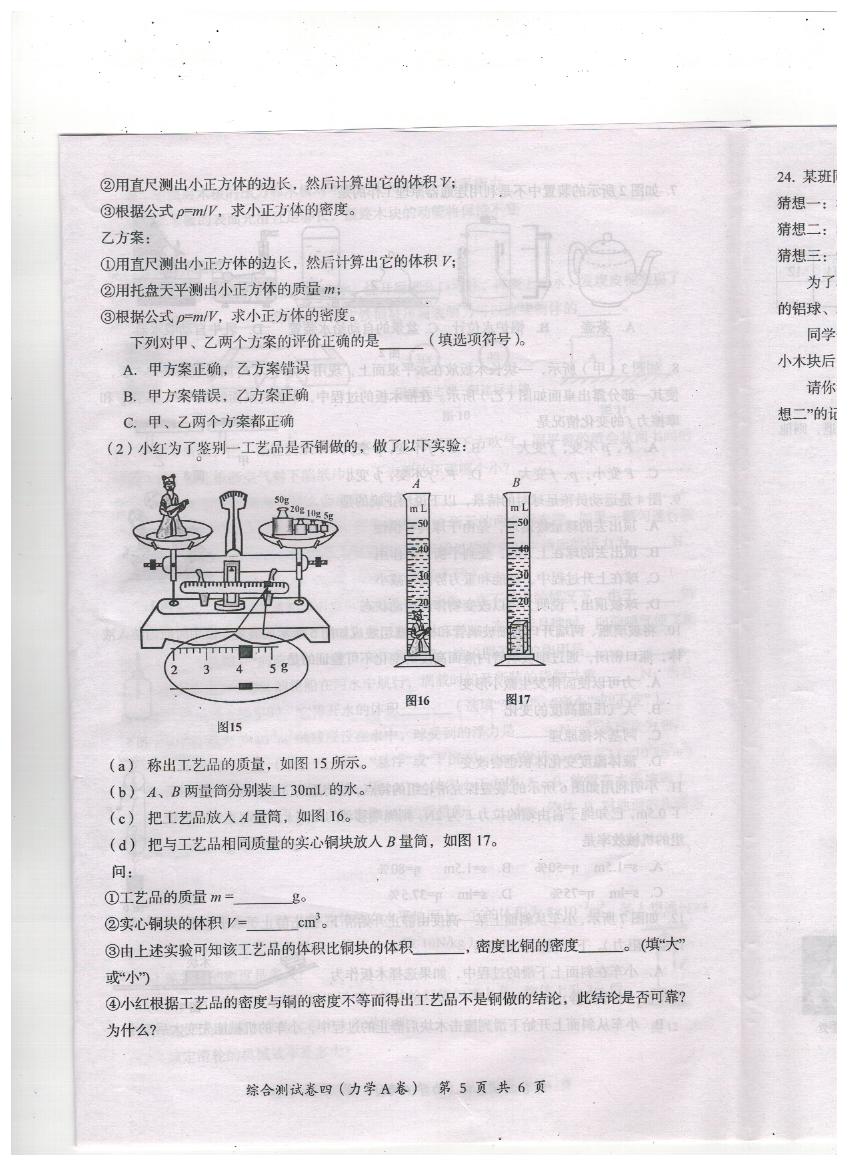 ②用直尺测出小正方体的边长，然后计算出它的体积 V；
③根据公式 ρ=m/V，求小正方体的密度。
乙方案：
①用直尺测出小正方体的边长，然后计算出它的体积 V；
②用托盘天平测出小正方体的质量 m；
③根据公式 ρ=m/V，求小正方体的密度。
下列对甲、乙两个方案的评价正确的是______（填选项符号）。
A. 甲方案正确，乙方案错误
B. 甲方案错误，乙方案正确
C. 甲、乙两个方案都正确
（2）小红为了鉴别一工艺品是否铜做的，做了以下实验：
50g 20g 10g 5g
2 3 4 5 g
图15
A
mL
50
40
30
20
图16
B
mL
50
40
30
20
图17
（a） 称出工艺品的质量，如图 15 所示。
（b） A、B 两量筒分别装上 30mL 的水。
（c） 把工艺品放人 A 量筒，如图 16。
（d） 把与工艺品相同质量的实心铜块放人 B 量筒，如图 17。
问：
①工艺品的质量 m =________g。
②实心铜块的体积 V =_______cm³。
③由上述实验可知该工艺品的体积比铜块的体积_______，密度比铜的密度______。（填“大”
或“小”）
④小红根据工艺品的密度与铜的密度不等而得出工艺品不是铜做的结论，此结论是否可靠？
为什么？
综合测试卷四（力学A卷） 第 5 页 共 6 页
24. 某班
猜想一：
猜想二：
猜想三：
为了
的铝球、
同学
小木块后
请你
想二”的记